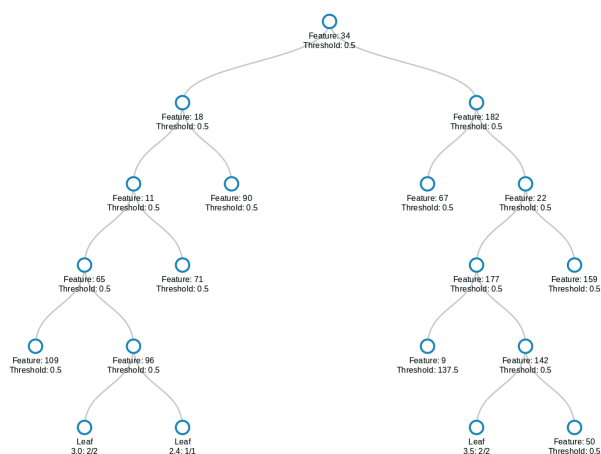 Feature: 34
Threshold: 0.5
Feature: 18
Threshold: 0.5
Feature: 182
Threshold: 0.5
Feature: 11
Threshold: 0.5
Feature: 90
Threshold: 0.5
Feature: 67
Threshold: 0.5
Feature: 22
Threshold: 0.5
Feature: 65
Threshold: 0.5
Feature: 71
Threshold: 0.5
Feature: 177
Threshold: 0.5
Feature: 159
Threshold: 0.5
Feature: 109
Threshold: 0.5
Feature: 96
Threshold: 0.5
Feature: 9
Threshold: 137.5
Feature: 142
Threshold: 0.5
Leaf
3.0: 2/2
Leaf
2.4: 1/1
Leaf
3.5: 2/2
Feature: 50
Threshold: 0.5